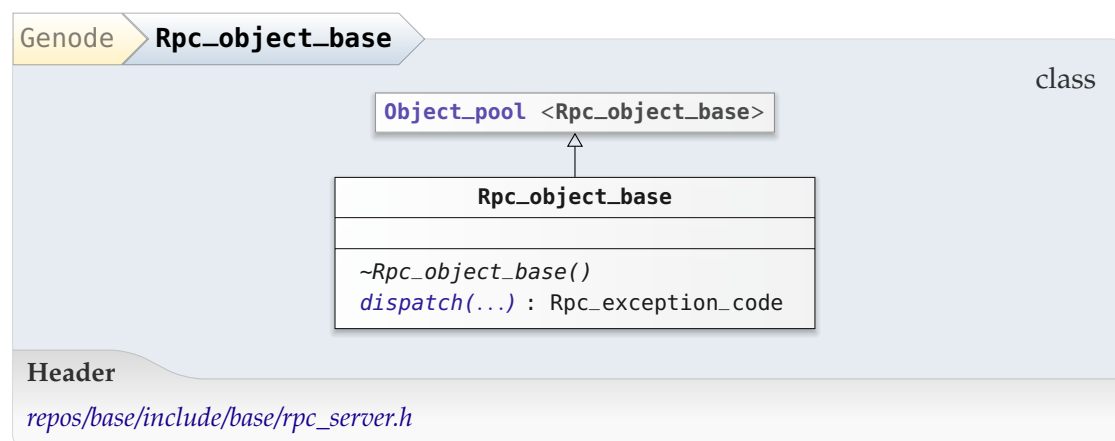 Genode Rpc_object_base
class
Object_pool <Rpc_object_base>
Rpc_object_base
~Rpc_object_base()
dispatch(...) : Rpc_exception_code
Header
repos/base/include/base/rpc_server.h